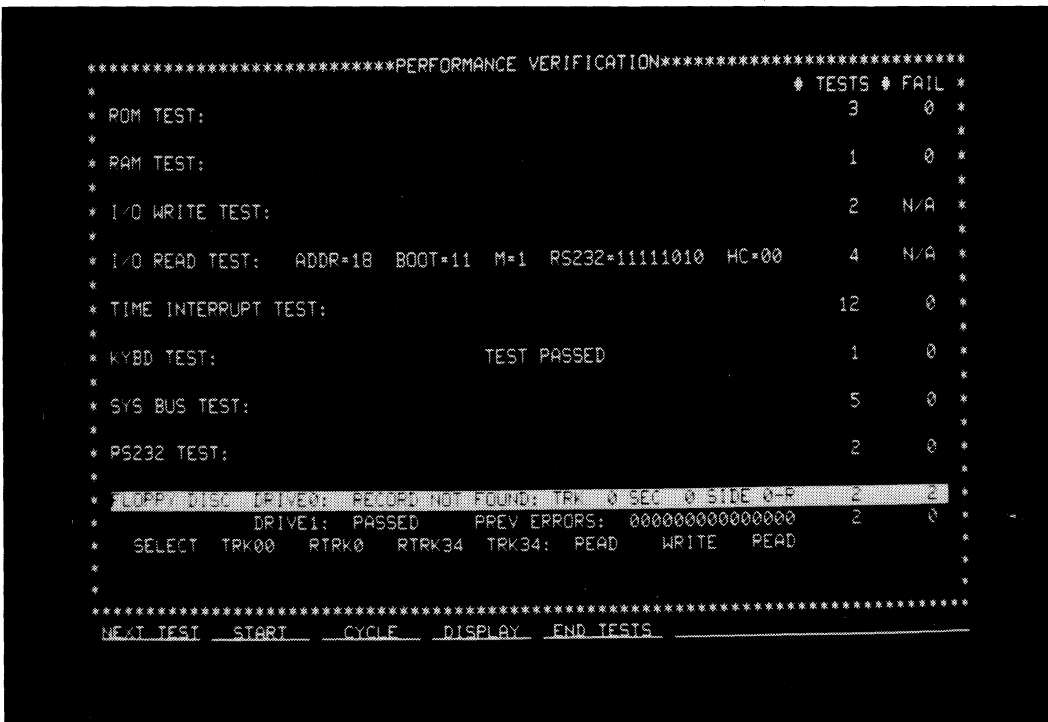 ****************************PERFORMANCE VERIFICATION****************************
* # TESTS # FAIL *
* ROM TEST: 3 0 *
* *
* RAM TEST: 1 0 *
* *
* I/O WRITE TEST: 2 N/A *
* *
* I/O READ TEST: ADDR=18 BOOT=11 M=1 RS232=11111010 HC=00 4 N/A *
* *
* TIME INTERRUPT TEST: 12 0 *
* *
* KYBD TEST: TEST PASSED 1 0 *
* *
* SYS BUS TEST: 5 0 *
* *
* RS232 TEST: 2 0 *
* *
* FLOPPY DISC DRIVE0: RECORD NOT FOUND: TRK 0 SEC 0 SIDE 0-R 2 2 *
* DRIVE1: PASSED PREV ERRORS: 00000000000000 2 0 *
* SELECT TRK00 RTRK0 RTRK34 TRK34: READ WRITE READ *
* *
* *
********************************************************************************
NEXT TEST START CYCLE DISPLAY END TESTS